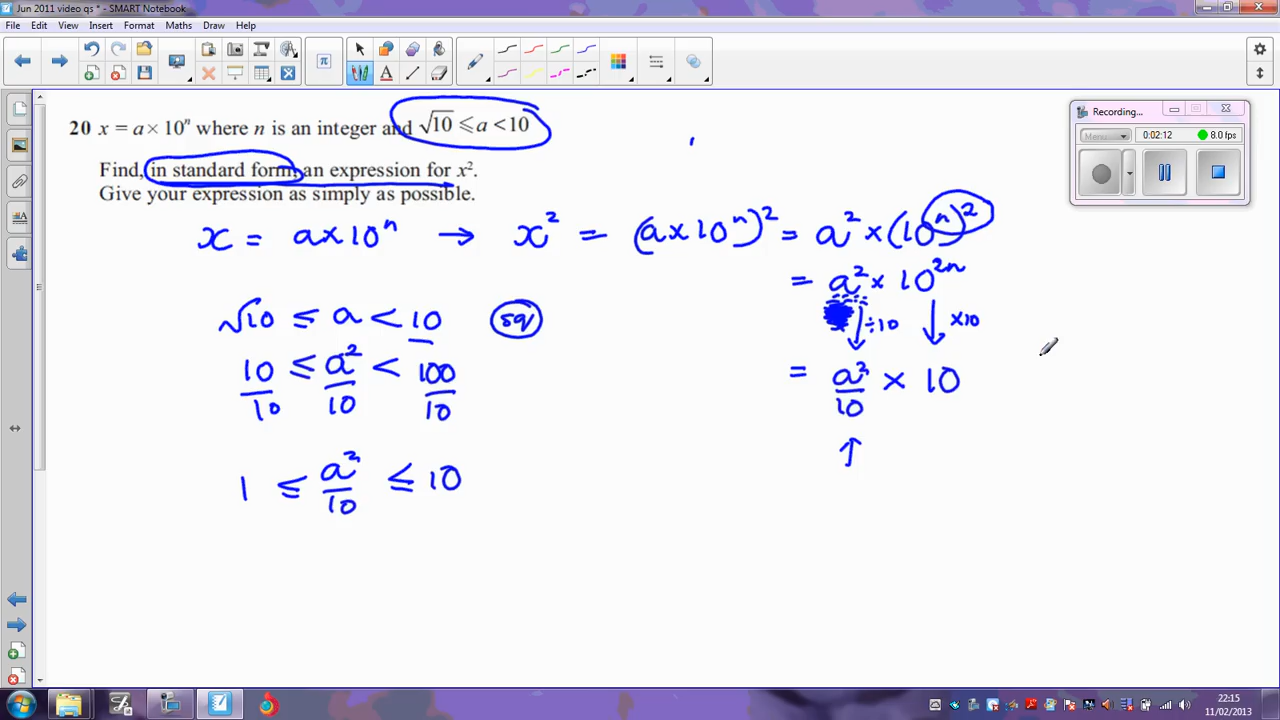 Jun 2011 video qs * - SMART Notebook
File Edit View Insert Format Maths Draw Help
Recording...
Menu
2:02:12
8.0 fps
20 x = a × 10ⁿ where n is an integer and √10 ⩽ a < 10
Find, in standard form, an expression for x².
Give your expression as simply as possible.
x = a×10ⁿ → x² = (a×10ⁿ)² = a² × (10ⁿ)²
= a² × 10²ⁿ
÷10 ×10
= a²/10 × 10
√10 ≤ a < 10 sq
10/10 ≤ a²/10 < 100/10
1 ≤ a²/10 ≤ 10
22:15
11/02/2013